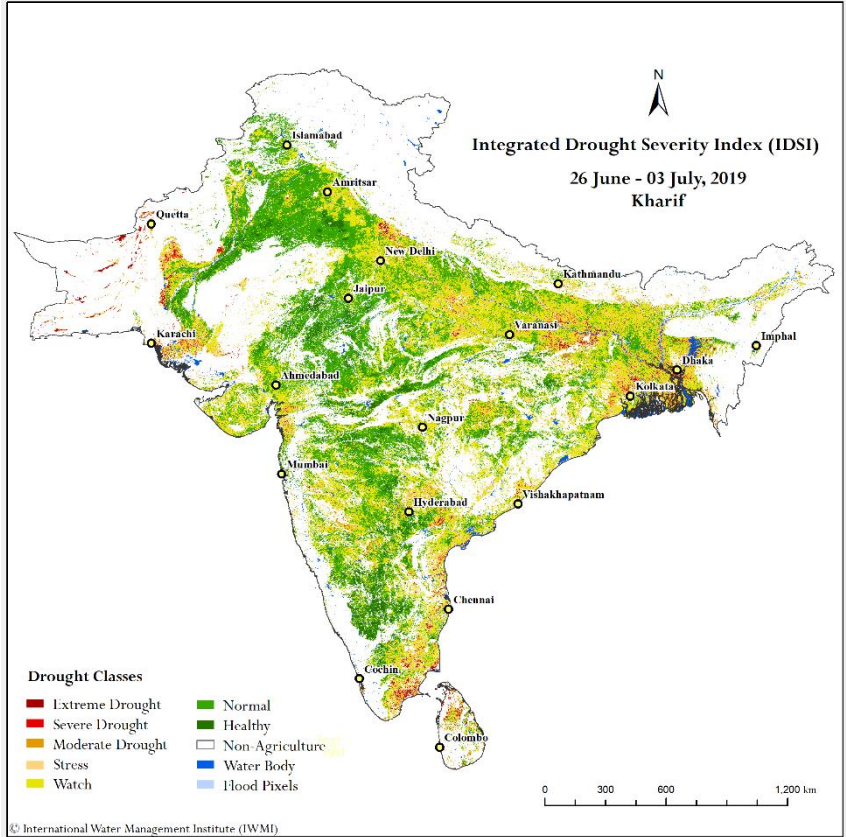 N
Integrated Drought Severity Index (IDSI)
26 June - 03 July, 2019
Kharif
Islamabad
Amritsar
Quetta
New Delhi
Kathmandu
Jaipur
Varanasi
Karachi
Imphal
Dhaka
Ahmedabad
Kolkata
Nagpur
Mumbai
Hyderabad
Vishakhapatnam
Chennai
Cochin
Colombo
Drought Classes
Extreme Drought
Severe Drought
Moderate Drought
Stress
Watch
Normal
Healthy
Non-Agriculture
Water Body
Flood Pixels
0 300 600 1,200 km
© International Water Management Institute (IWMI)